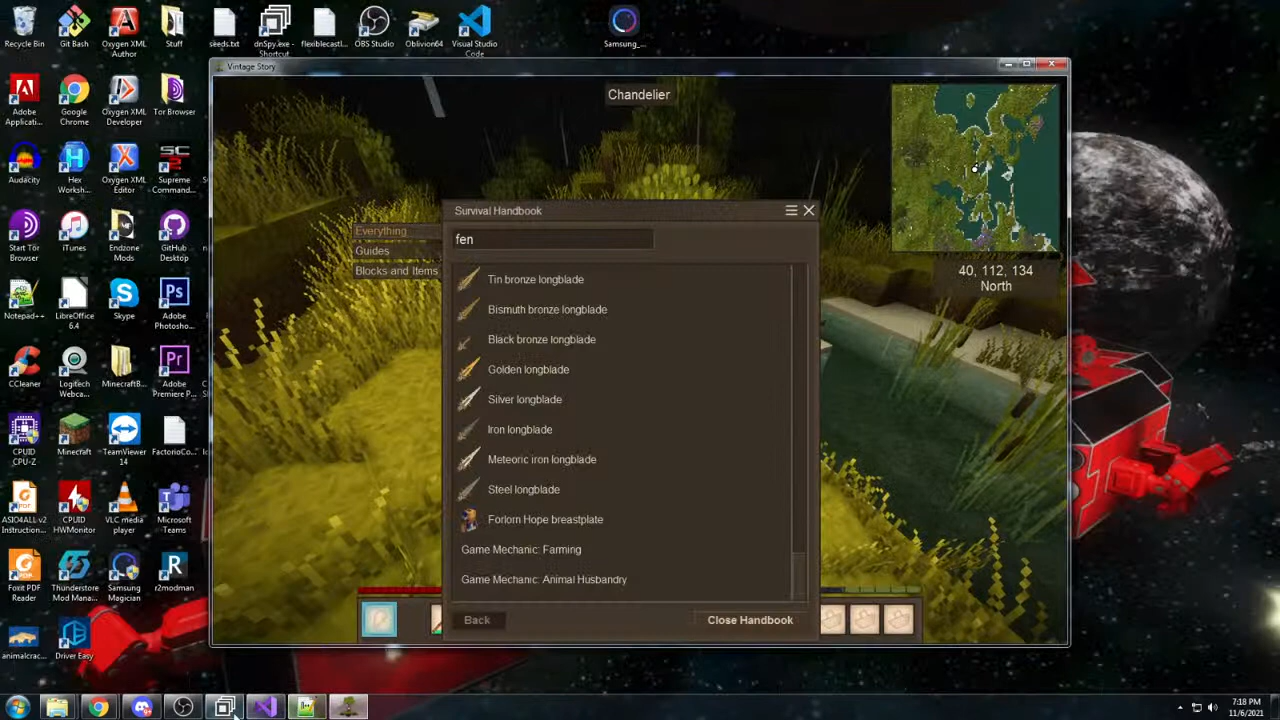 Recycle Bin
Git Bash
Oxygen XML
Author
Stuff
seeds.txt
dnSpy.exe -
Shortcut
flexiblecastl...
OBS Studio
Oblivion64
Visual Studio
Code
Samsung_...
Adobe
Applicati...
Google
Chrome
Oxygen XML
Developer
Tor Browser
Audacity
Hex
Worksh...
Oxygen XML
Editor
Supreme
Command...
Start Tor
Browser
iTunes
Endzone
Mods
GitHub
Desktop
Notepad++
LibreOffice
6.4
Skype
Adobe
Photosho...
CCleaner
Logitech
Webca...
MinecraftB...
Adobe
Premiere P...
CPUID
CPU-Z
Minecraft
TeamViewer
14
FactorioCo...
ASIO4ALL v2
Instruction...
CPUID
HWMonitor
VLC media
player
Microsoft
Teams
Foxit PDF
Reader
Thunderstore
Mod Mana...
Samsung
Magician
r2modman
animalcrac...
Driver Easy
Vintage Story
Chandelier
40, 112, 134
North
Survival Handbook
Everything
Guides
Blocks and Items
fen
Tin bronze longblade
Bismuth bronze longblade
Black bronze longblade
Golden longblade
Silver longblade
Iron longblade
Meteoric iron longblade
Steel longblade
Forlorn Hope breastplate
Game Mechanic: Farming
Game Mechanic: Animal Husbandry
Back
Close Handbook
7:18 PM
11/6/2021